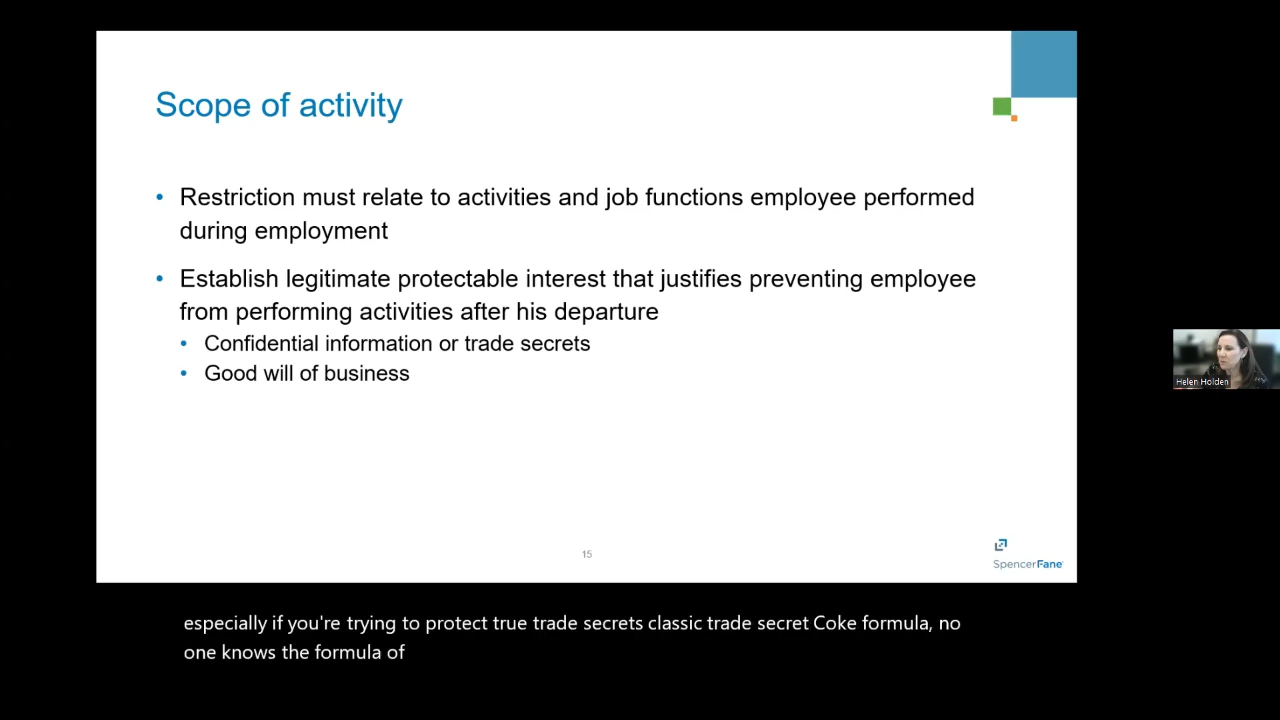 Scope of activity
• Restriction must relate to activities and job functions employee performed
during employment
• Establish legitimate protectable interest that justifies preventing employee
from performing activities after his departure
• Confidential information or trade secrets
• Good will of business
Helen Holden
15
SpencerFane
especially if you're trying to protect true trade secrets classic trade secret Coke formula, no
one knows the formula of